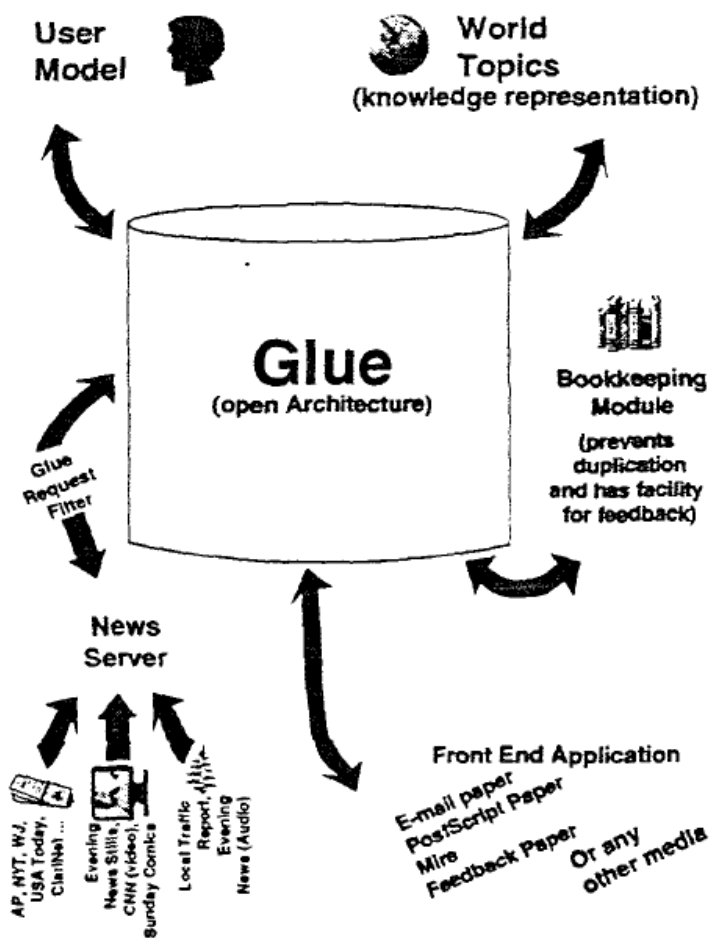 User
Model
World
Topics
(knowledge representation)
Glue
(open Architecture)
Bookkeeping
Module
(prevents
duplication
and has facility
for feedback)
Glue
Request
Filter
News
Server
AP, NYT, WJ,
USA Today,
ClariNet ...
Evening
News Stills,
CNN (video),
Sunday Comics
Local Traffic
Report,
Evening
News (Audio)
Front End Application
E-mail paper
PostScript Paper
Mire
Feedback Paper
Or any
other media